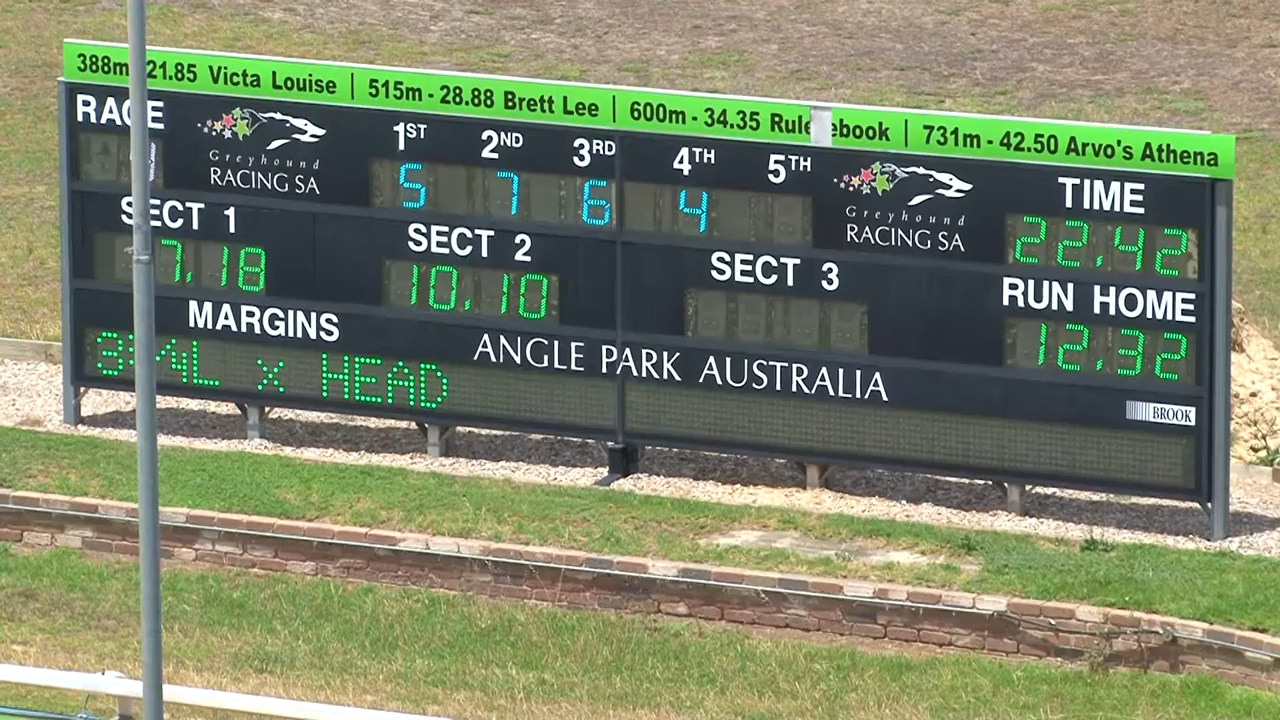 388m 21.85 Victa Louise | 515m - 28.88 Brett Lee | 600m - 34.35 Rule ebook | 731m - 42.50 Arvo's Athena
RACE
Greyhound
RACING SA
1ST 2ND 3RD 4TH 5TH
5 7 6 4
Greyhound
RACING SA
TIME
22.42
SECT 1
7.18
SECT 2
10.10
SECT 3
RUN HOME
12.32
MARGINS
L x HEAD
ANGLE PARK AUSTRALIA
BROOK